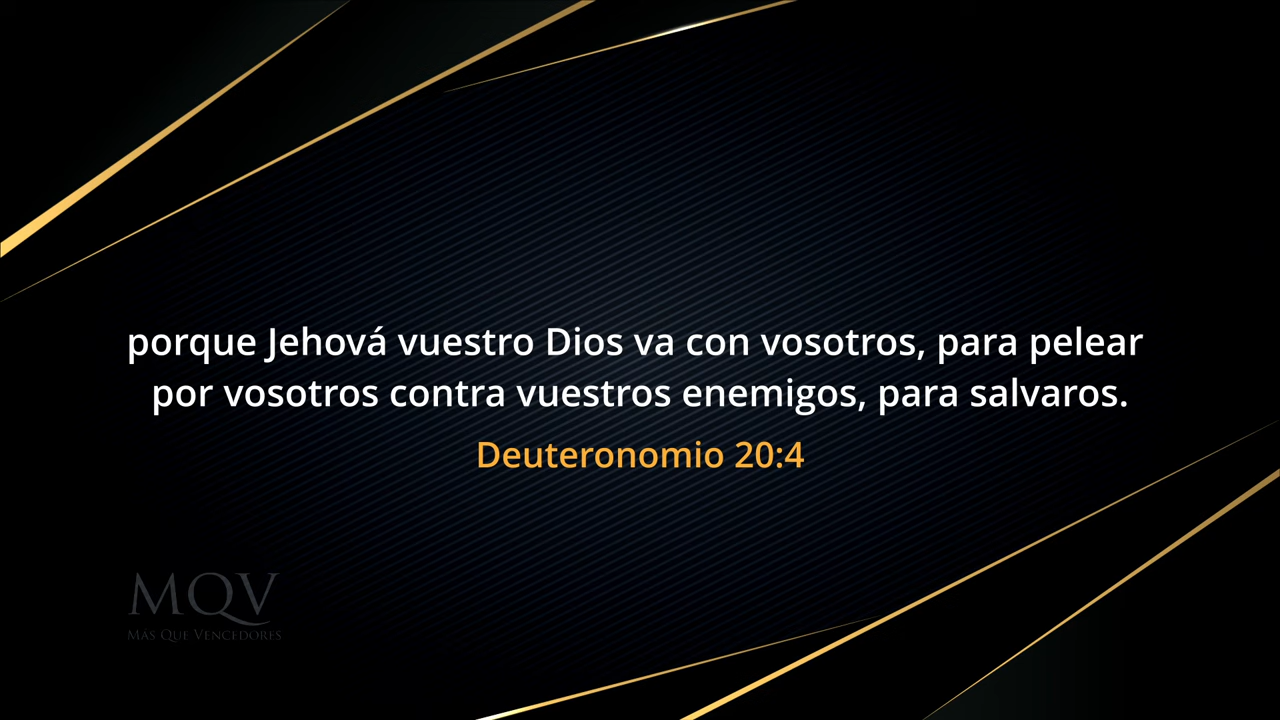 porque Jehová vuestro Dios va con vosotros, para pelear
por vosotros contra vuestros enemigos, para salvaros.
Deuteronomio 20:4
MQV
Más Que Vencedores